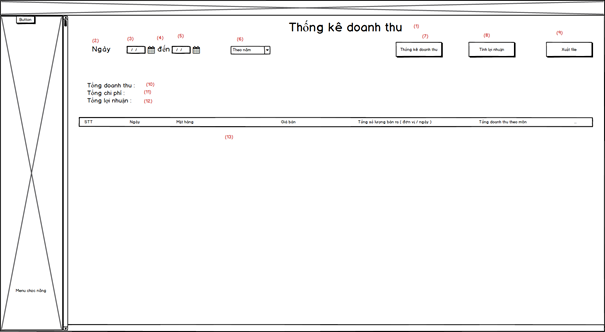 Button
Thống kê doanh thu (1)
(2) (3) (4) (5) (6) (7) (8) (9)
Ngày / / đến / / Theo năm Thống kê doanh thu Tính lợi nhuận Xuất file
Tổng doanh thu : (10)
Tổng chi phí : (11)
Tổng lợi nhuận : (12)
STT Ngày Mặt hàng Giá bán Tổng số lượng bán ra ( đơn vị / ngày ) Tổng doanh thu theo món
(13)
Menu chức năng